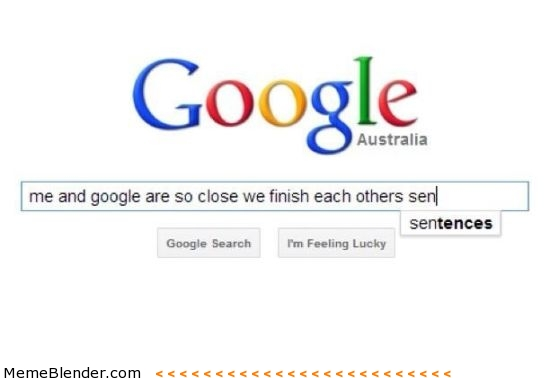 Google
Australia
me and google are so close we finish each others sen
sentences
Google Search I'm Feeling Lucky
MemeBlender.com < < < < < < < < < < < < < < < < < < < < < < < < <